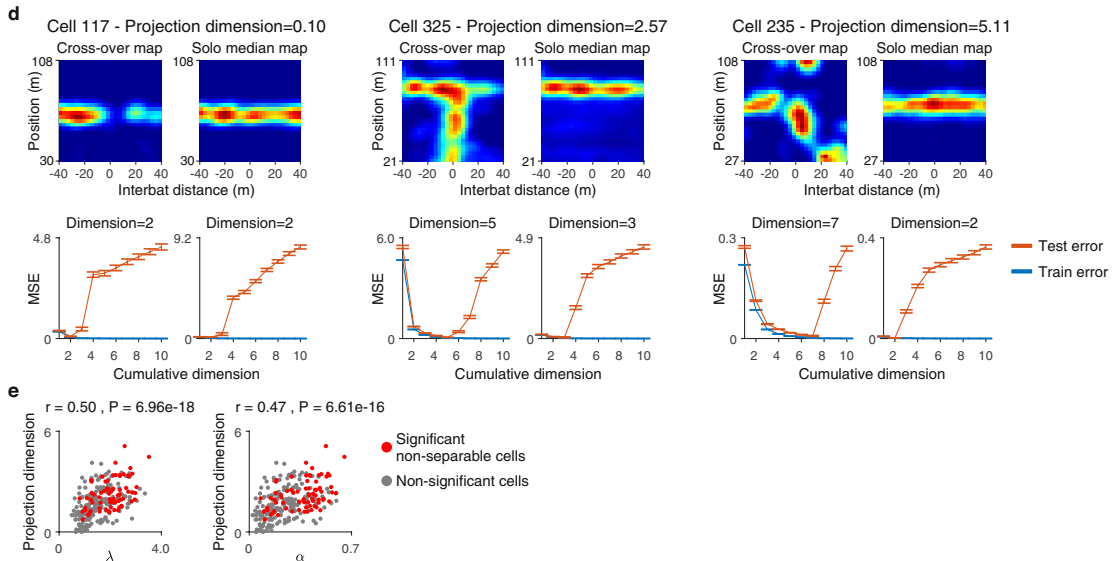 d
Cell 117 - Projection dimension=0.10
Cell 325 - Projection dimension=2.57
Cell 235 - Projection dimension=5.11
Cross-over map
Solo median map
Cross-over map
Solo median map
Cross-over map
Solo median map
Position (m)
108
30
108
30
-40 -20 0 20 40
-40 -20 0 20 40
Interbat distance (m)
Position (m)
111
21
111
21
-40 -20 0 20 40
-40 -20 0 20 40
Interbat distance (m)
Position (m)
108
27
108
27
-40 -20 0 20 40
-40 -20 0 20 40
Interbat distance (m)
Dimension=2
Dimension=2
Dimension=5
Dimension=3
Dimension=7
Dimension=2
MSE
4.8
0
2 4 6 8 10
9.2
0
2 4 6 8 10
Cumulative dimension
MSE
6.0
0
2 4 6 8 10
4.9
0
2 4 6 8 10
Cumulative dimension
MSE
0.3
0
2 4 6 8 10
0.4
0
2 4 6 8 10
Cumulative dimension
Test error
Train error
e
r = 0.50 , P = 6.96e-18
r = 0.47 , P = 6.61e-16
Projection dimension
6
0
0 4.0
λ
Projection dimension
6
0
0 0.7
α
Significant
non-separable cells
Non-significant cells